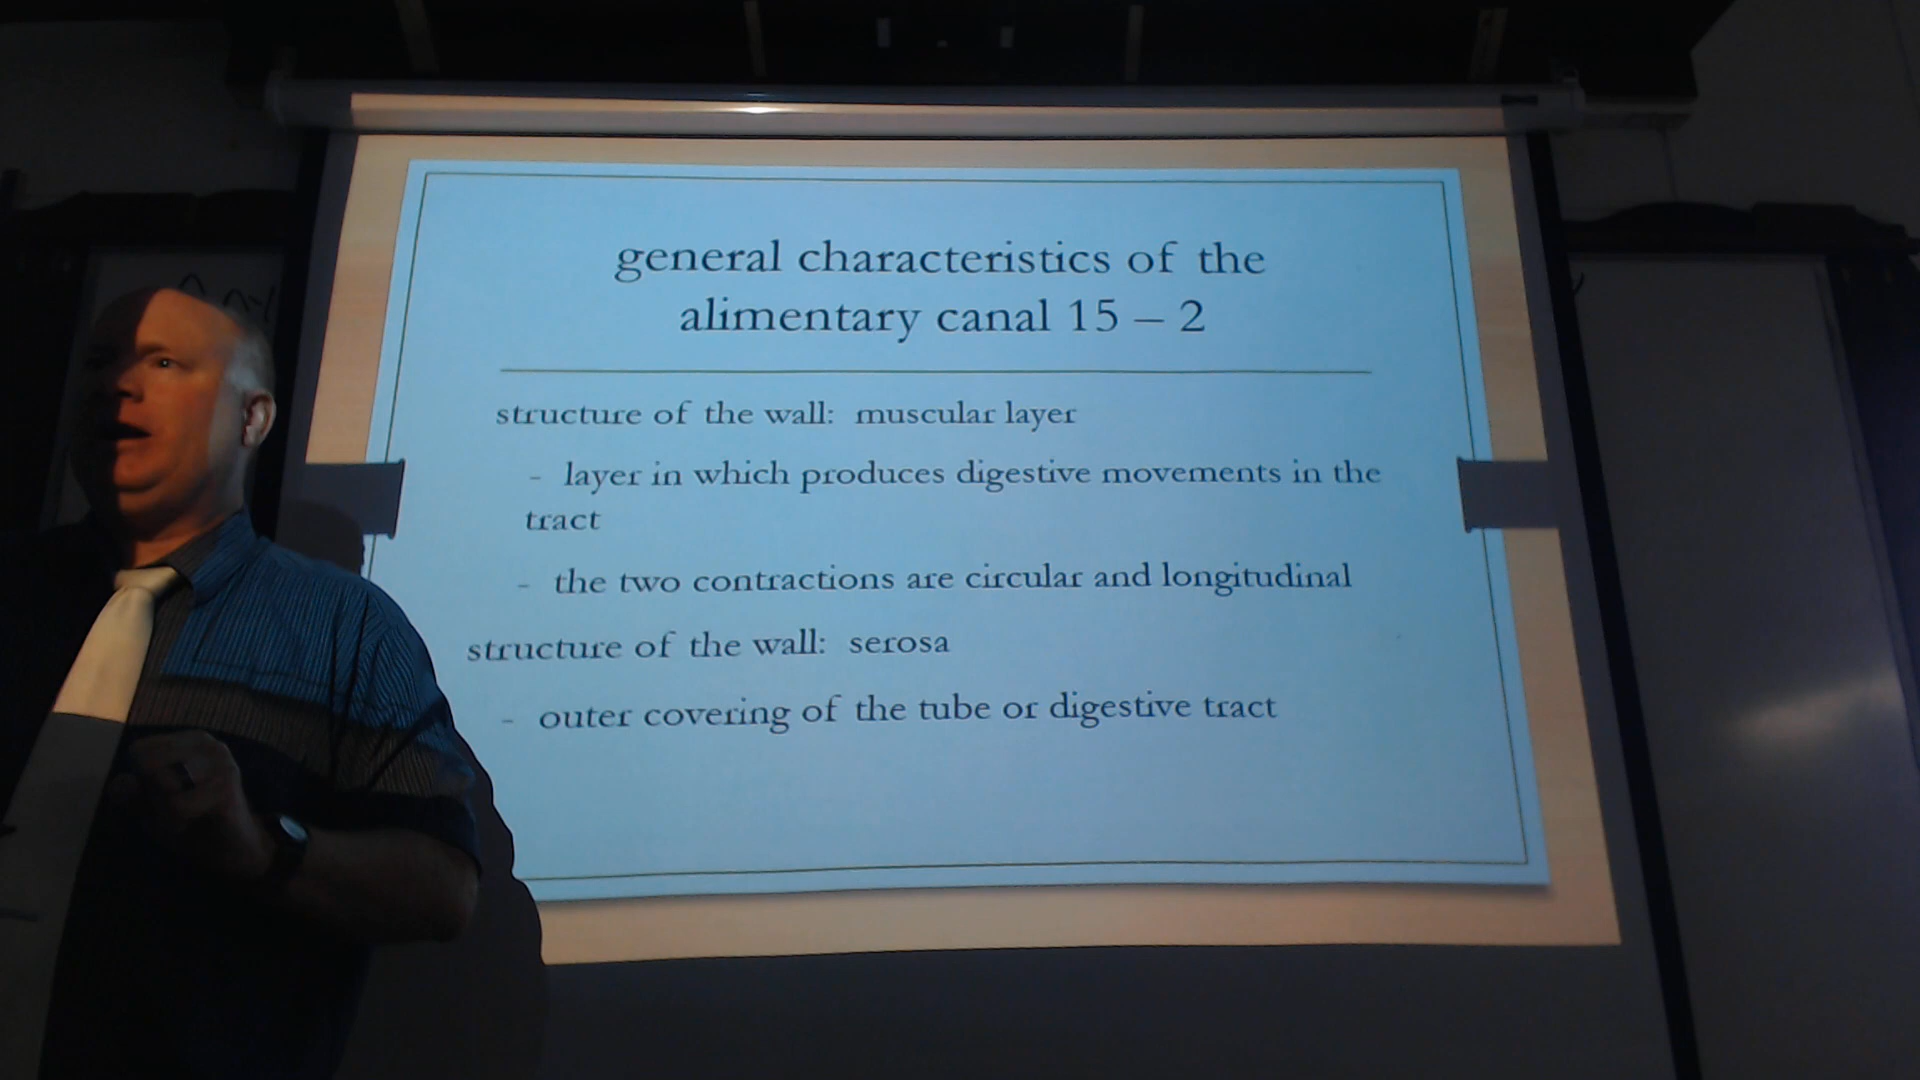 general characteristics of the
alimentary canal 15 – 2
structure of the wall: muscular layer
- layer in which produces digestive movements in the
tract
- the two contractions are circular and longitudinal
structure of the wall: serosa
- outer covering of the tube or digestive tract